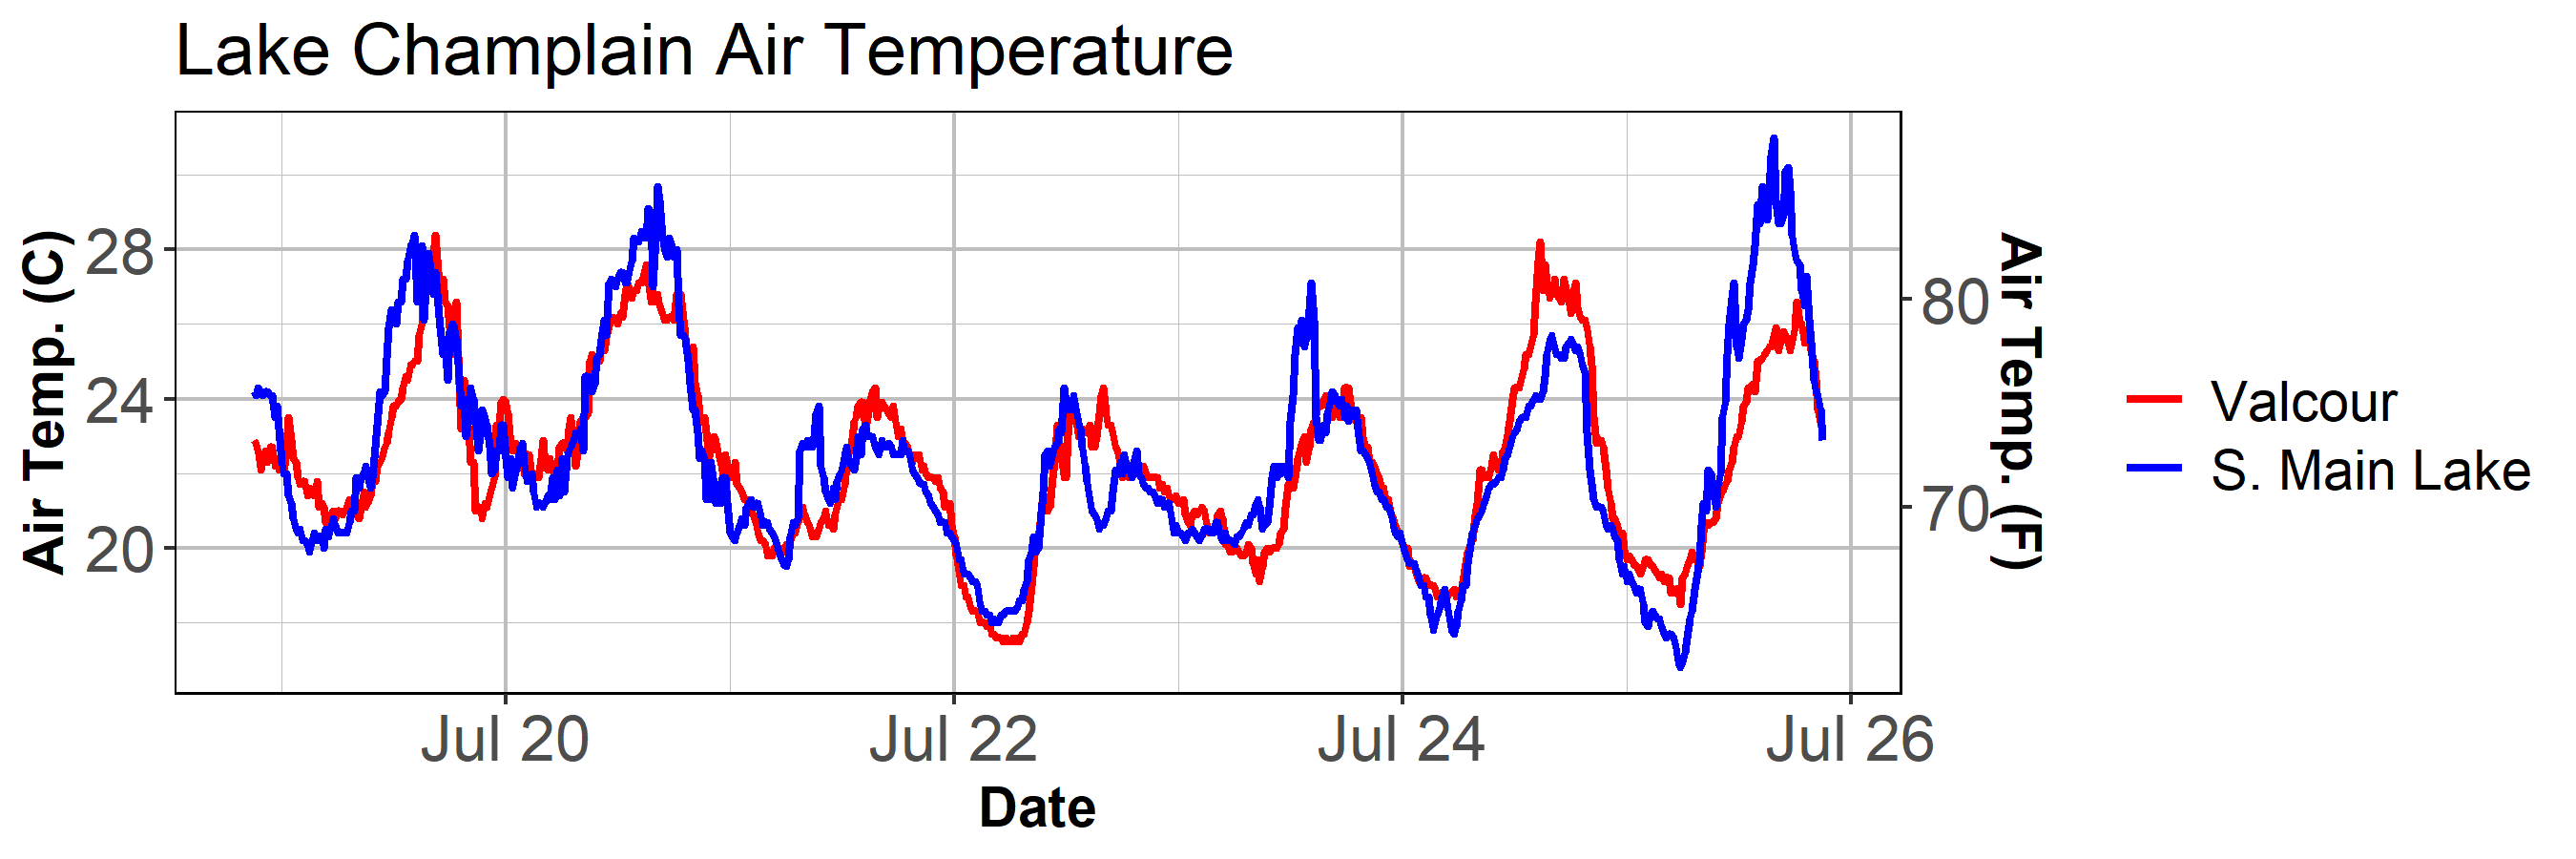 Lake Champlain Air Temperature
Air Temp. (C)
28
24
20
Air Temp. (F)
80
70
Jul 20
Jul 22
Jul 24
Jul 26
Date
Valcour
S. Main Lake